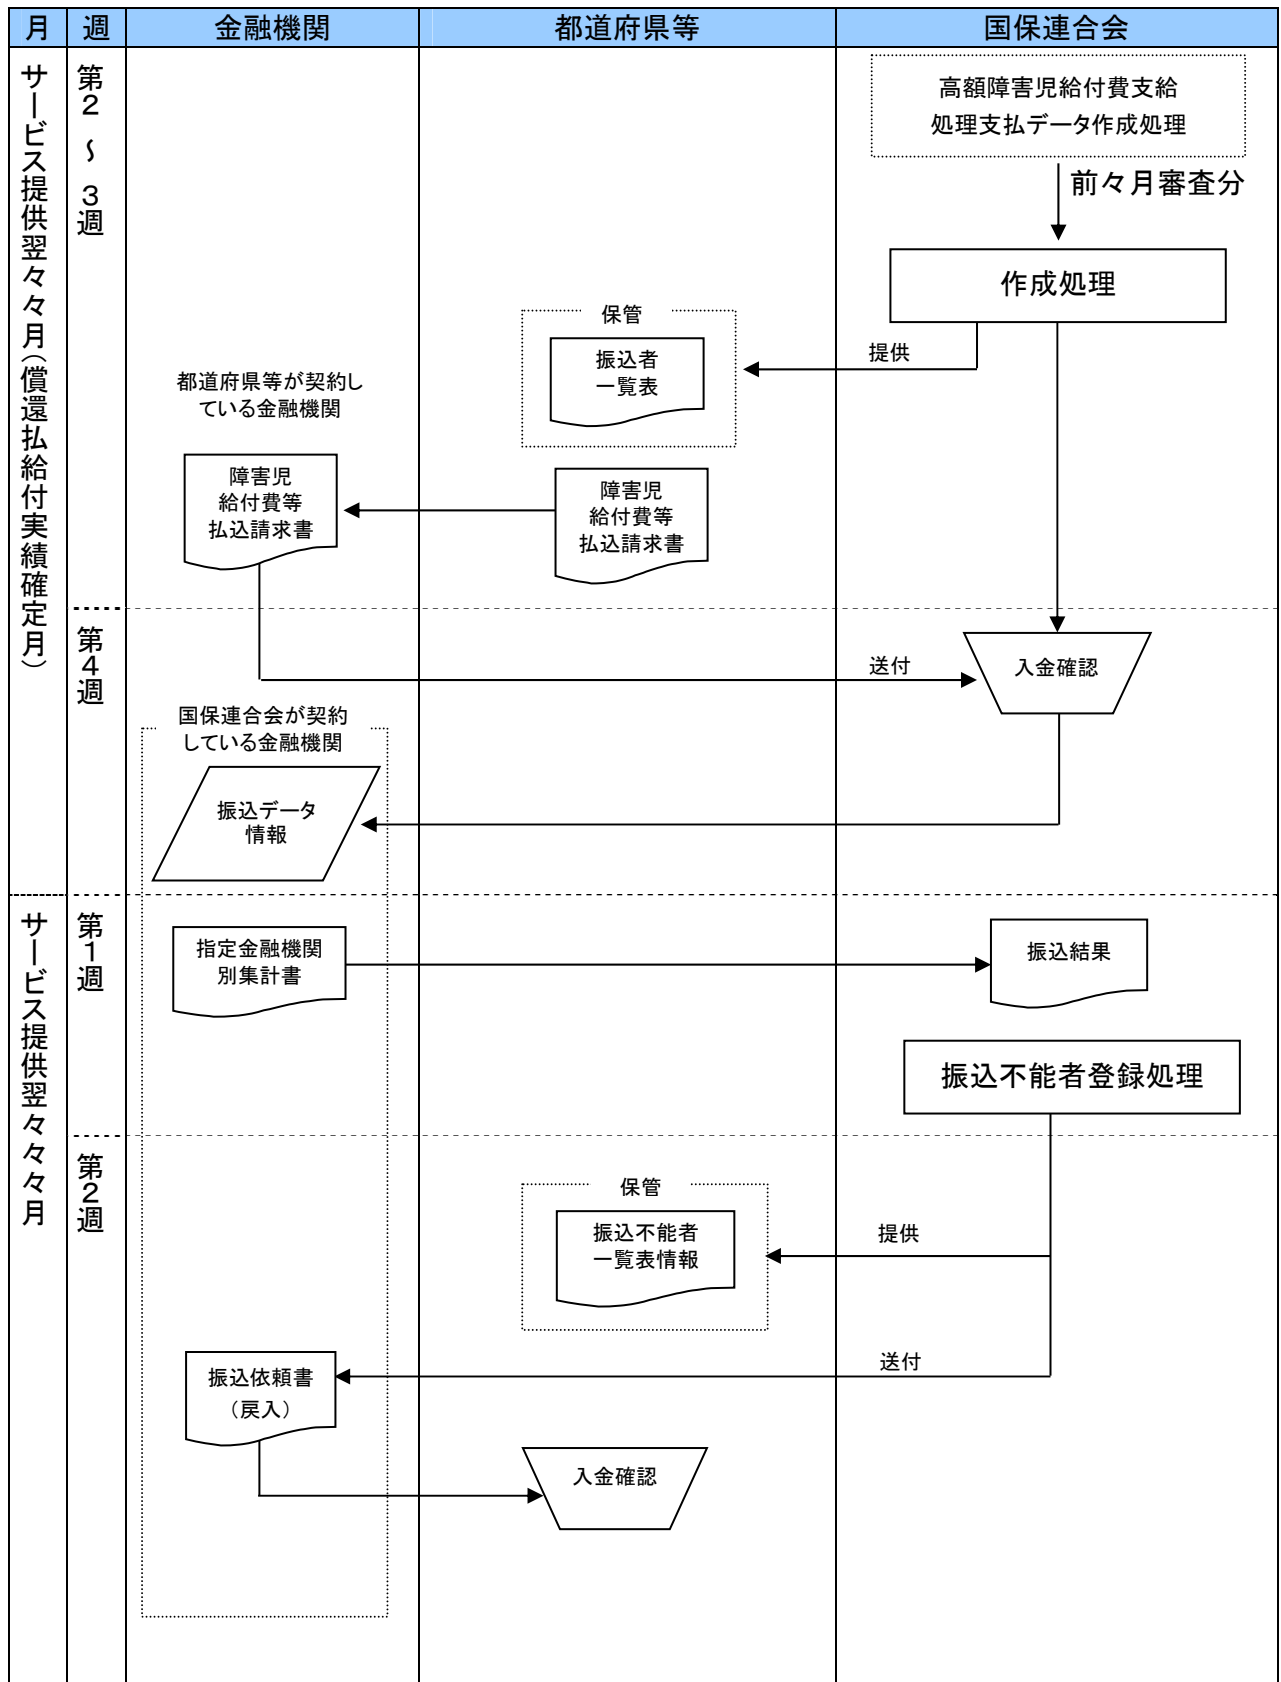 月 週 金融機関 都道府県等 国保連合会
サービス提供翌々月（償還払給付実績確定月）
第２～３週
高額障害児給付費支給
処理支払データ作成処理
前々月審査分
作成処理
保管
提供
振込者
一覧表
都道府県等が契約し
ている金融機関
障害児
給付費等
払込請求書
障害児
給付費等
払込請求書
第４週
送付
入金確認
国保連合会が契約
している金融機関
振込データ
情報
サービス提供翌々々月
第１週
指定金融機関
別集計書
振込結果
振込不能者登録処理
第２週
保管
振込不能者
一覧表情報
提供
送付
振込依頼書
（戻入）
入金確認